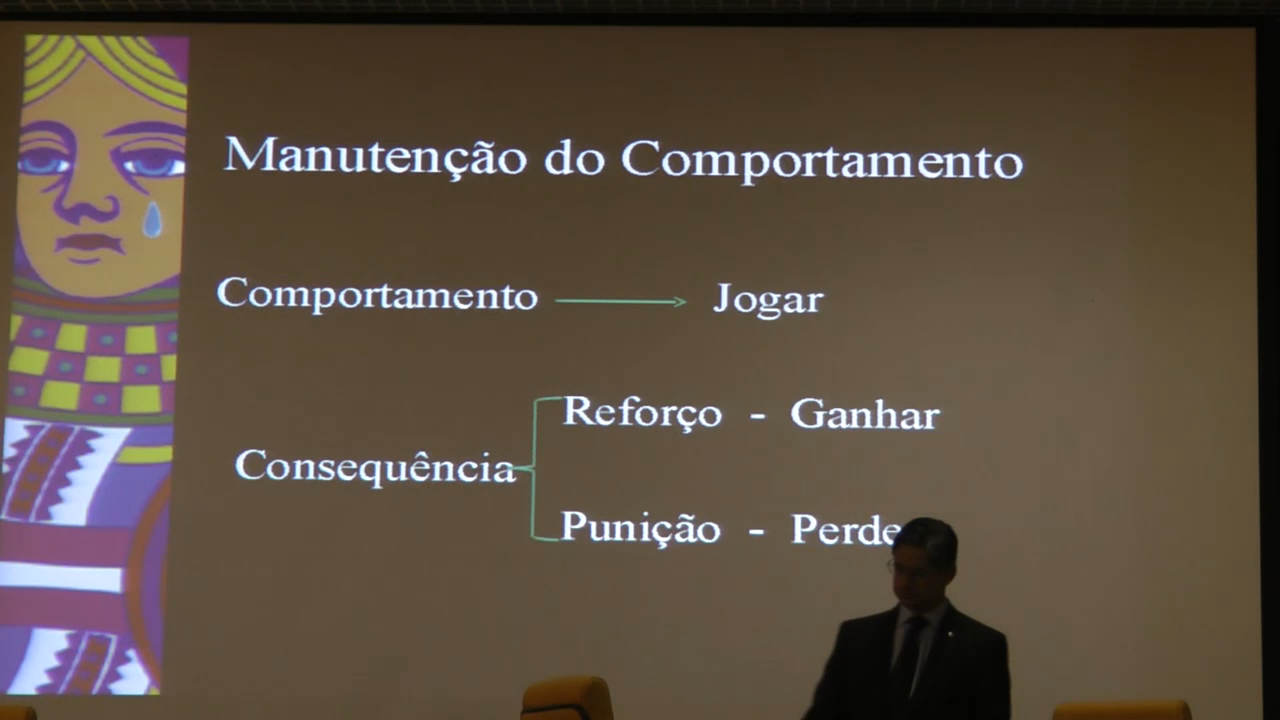 Manutenção do Comportamento
Comportamento Jogar
Reforço - Ganhar
Consequência
Punição - Perde